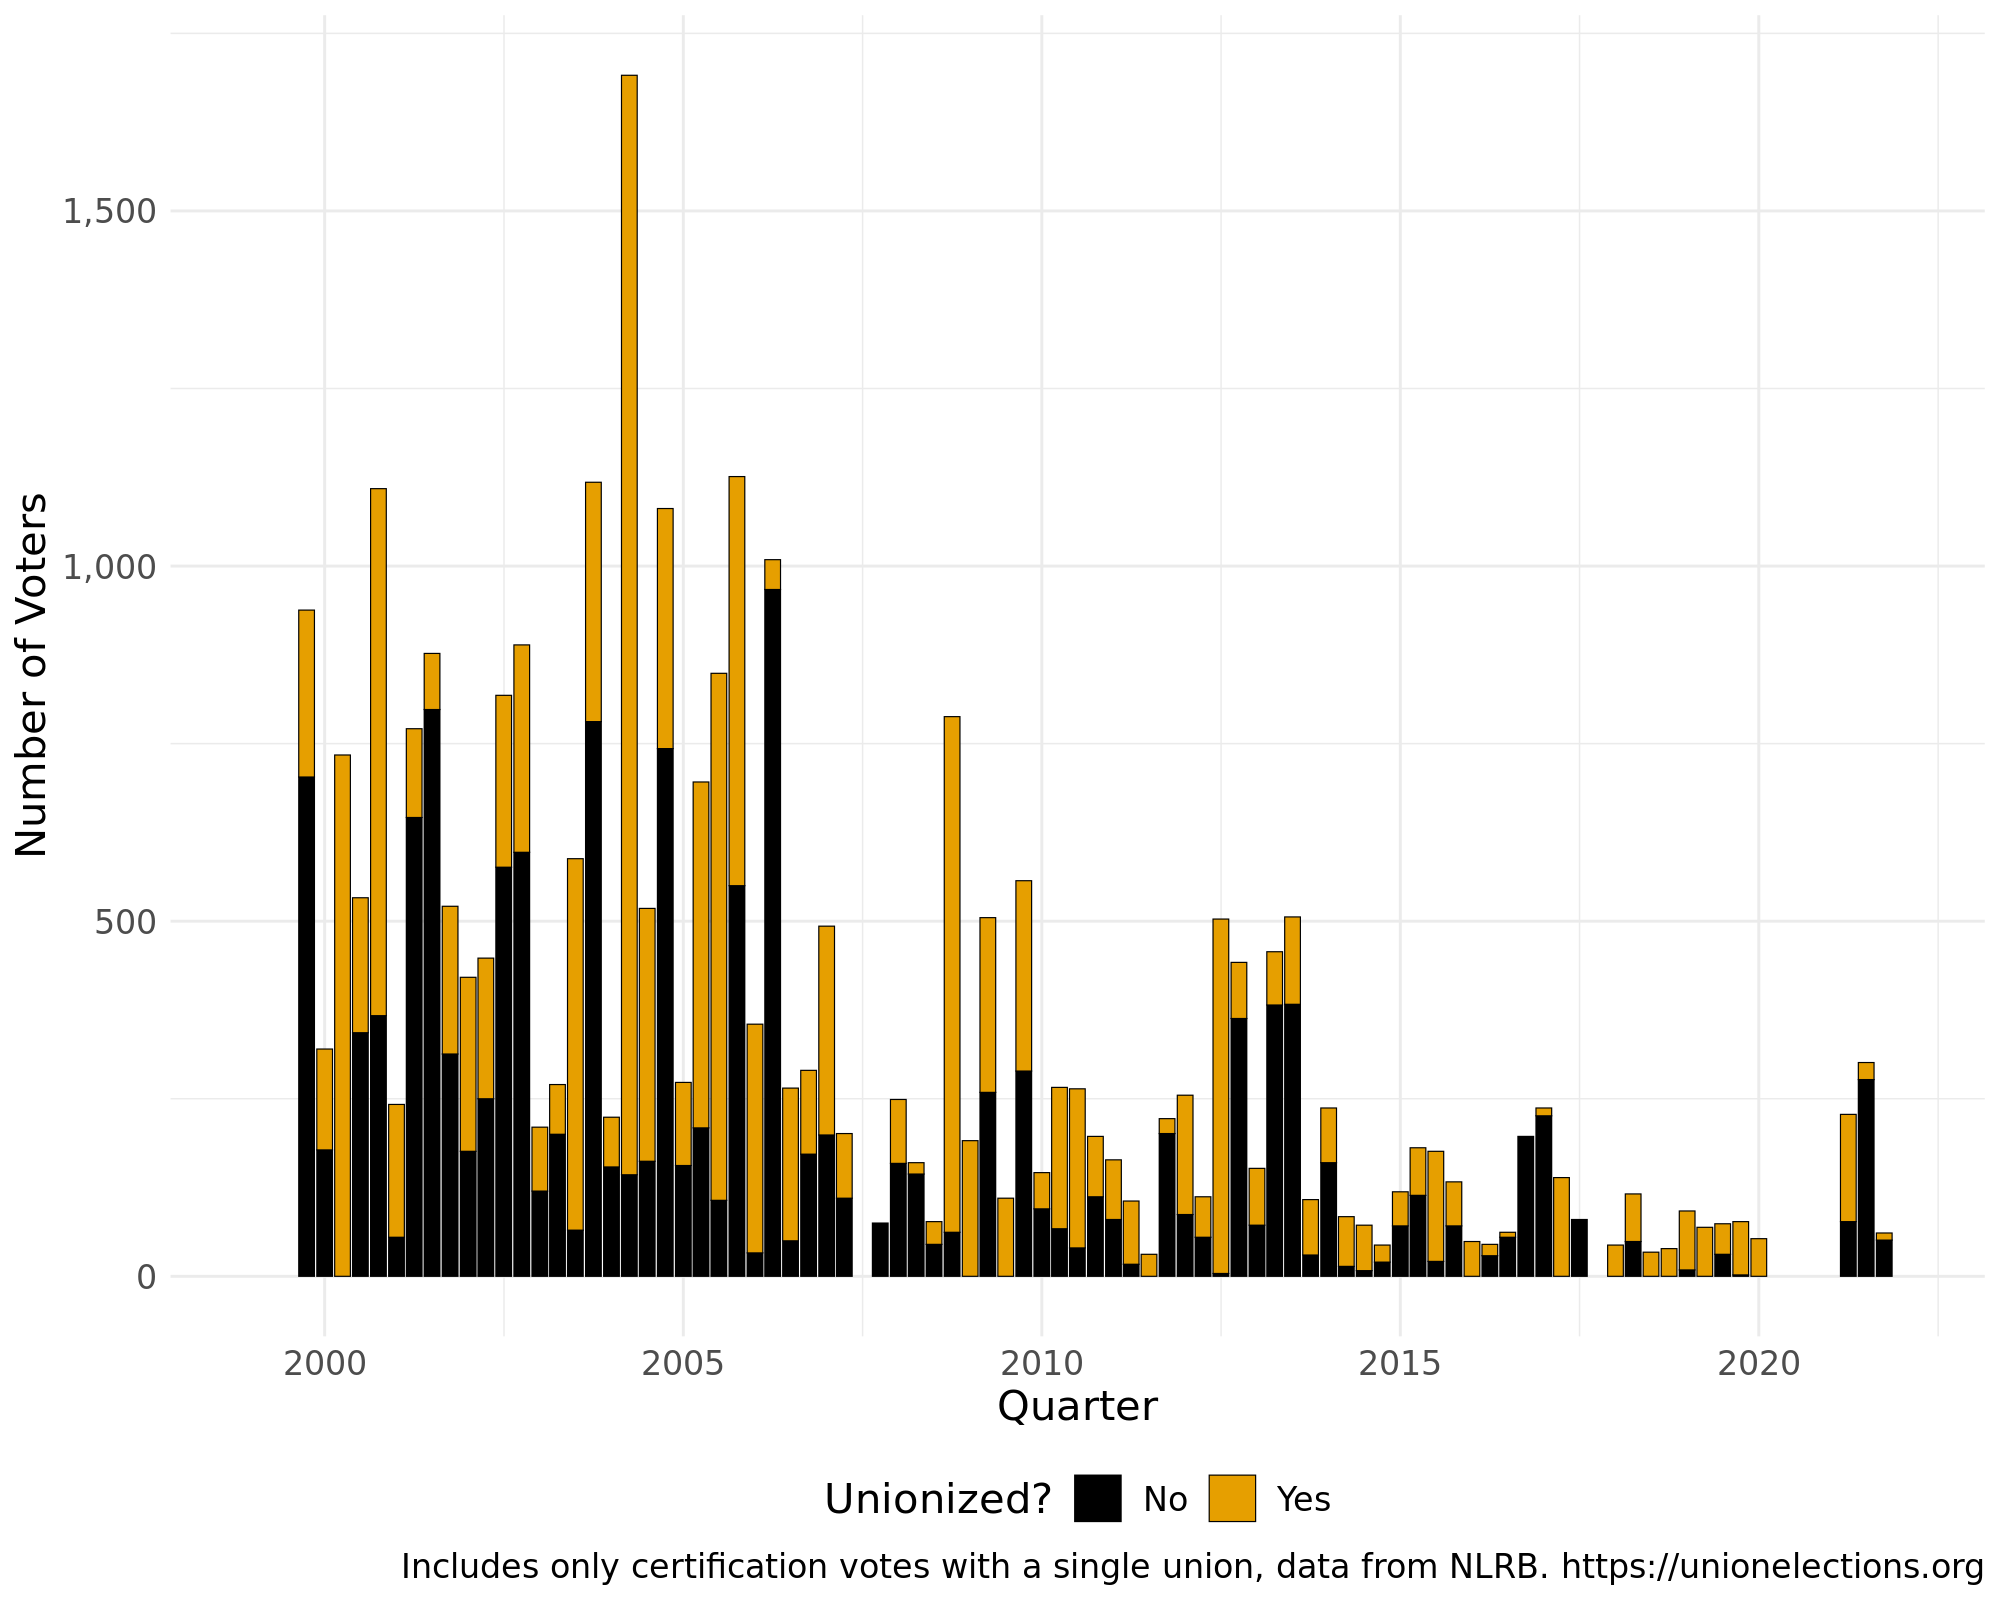 Number of Voters
1,500
1,000
500
0
2000 2005 2010 2015 2020
Quarter
Unionized? No Yes
Includes only certification votes with a single union, data from NLRB. https://unionelections.org